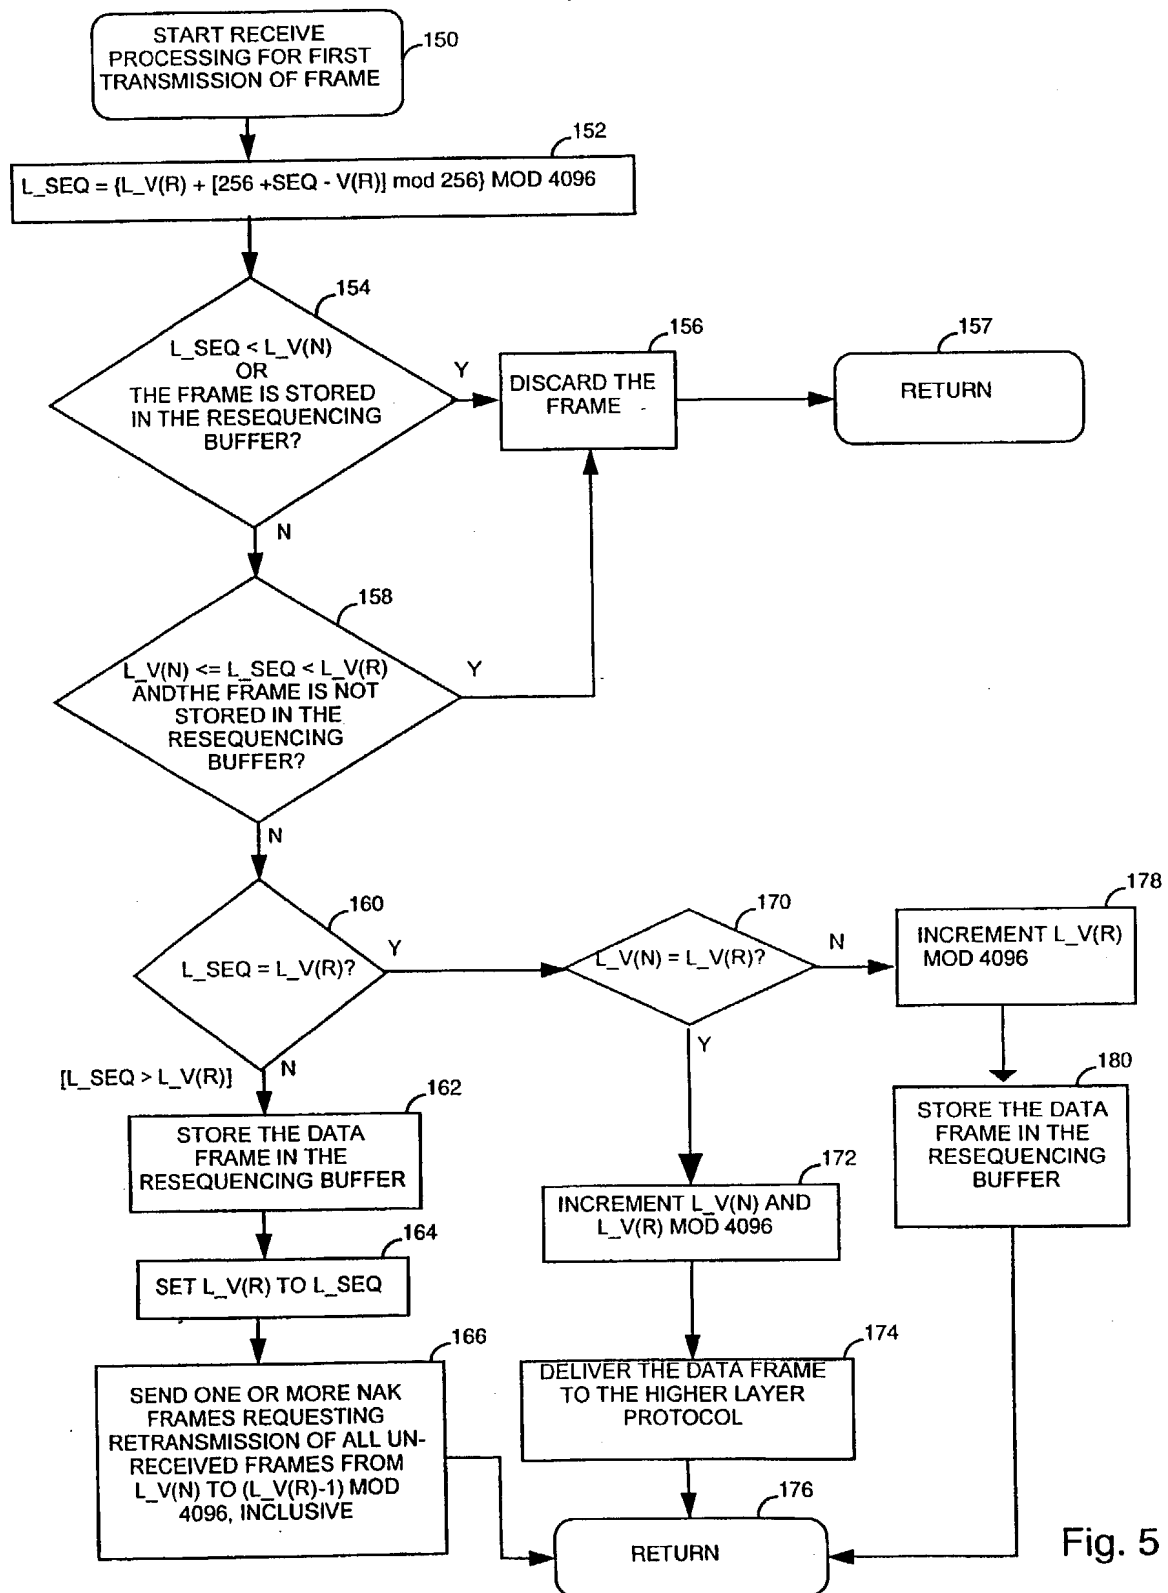 START RECEIVE
PROCESSING FOR FIRST
TRANSMISSION OF FRAME
150
152
L_SEQ = {L_V(R) + [256 +SEQ - V(R)] mod 256} MOD 4096
154
L_SEQ < L_V(N)
OR
THE FRAME IS STORED
IN THE RESEQUENCING
BUFFER?
Y
N
156
DISCARD THE
FRAME
157
RETURN
158
L_V(N) <= L_SEQ < L_V(R)
ANDTHE FRAME IS NOT
STORED IN THE
RESEQUENCING
BUFFER?
Y
N
160
L_SEQ = L_V(R)?
Y
N
[L_SEQ > L_V(R)]
170
L_V(N) = L_V(R)?
N
Y
178
INCREMENT L_V(R)
MOD 4096
180
STORE THE DATA
FRAME IN THE
RESEQUENCING
BUFFER
162
STORE THE DATA
FRAME IN THE
RESEQUENCING BUFFER
172
INCREMENT L_V(N) AND
L_V(R) MOD 4096
164
SET L_V(R) TO L_SEQ
166
SEND ONE OR MORE NAK
FRAMES REQUESTING
RETRANSMISSION OF ALL UN-
RECEIVED FRAMES FROM
L_V(N) TO (L_V(R)-1) MOD
4096, INCLUSIVE
174
DELIVER THE DATA FRAME
TO THE HIGHER LAYER
PROTOCOL
176
RETURN
Fig. 5